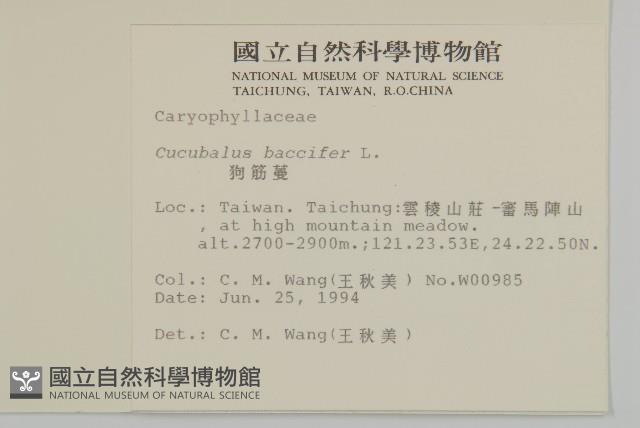 國立自然科學博物館
NATIONAL MUSEUM OF NATURAL SCIENCE
TAICHUNG, TAIWAN, R.O.CHINA
Caryophyllaceae
Cucubalus baccifer L.
狗筋蔓
Loc.: Taiwan. Taichung:雲稜山莊-審馬陣山
, at high mountain meadow.
alt.2700-2900m.;121.23.53E,24.22.50N.
Col.: C. M. Wang(王秋美) No.W00985
Date: Jun. 25, 1994
Det.: C. M. Wang(王秋美)
國立自然科學博物館
NATIONAL MUSEUM OF NATURAL SCIENCE